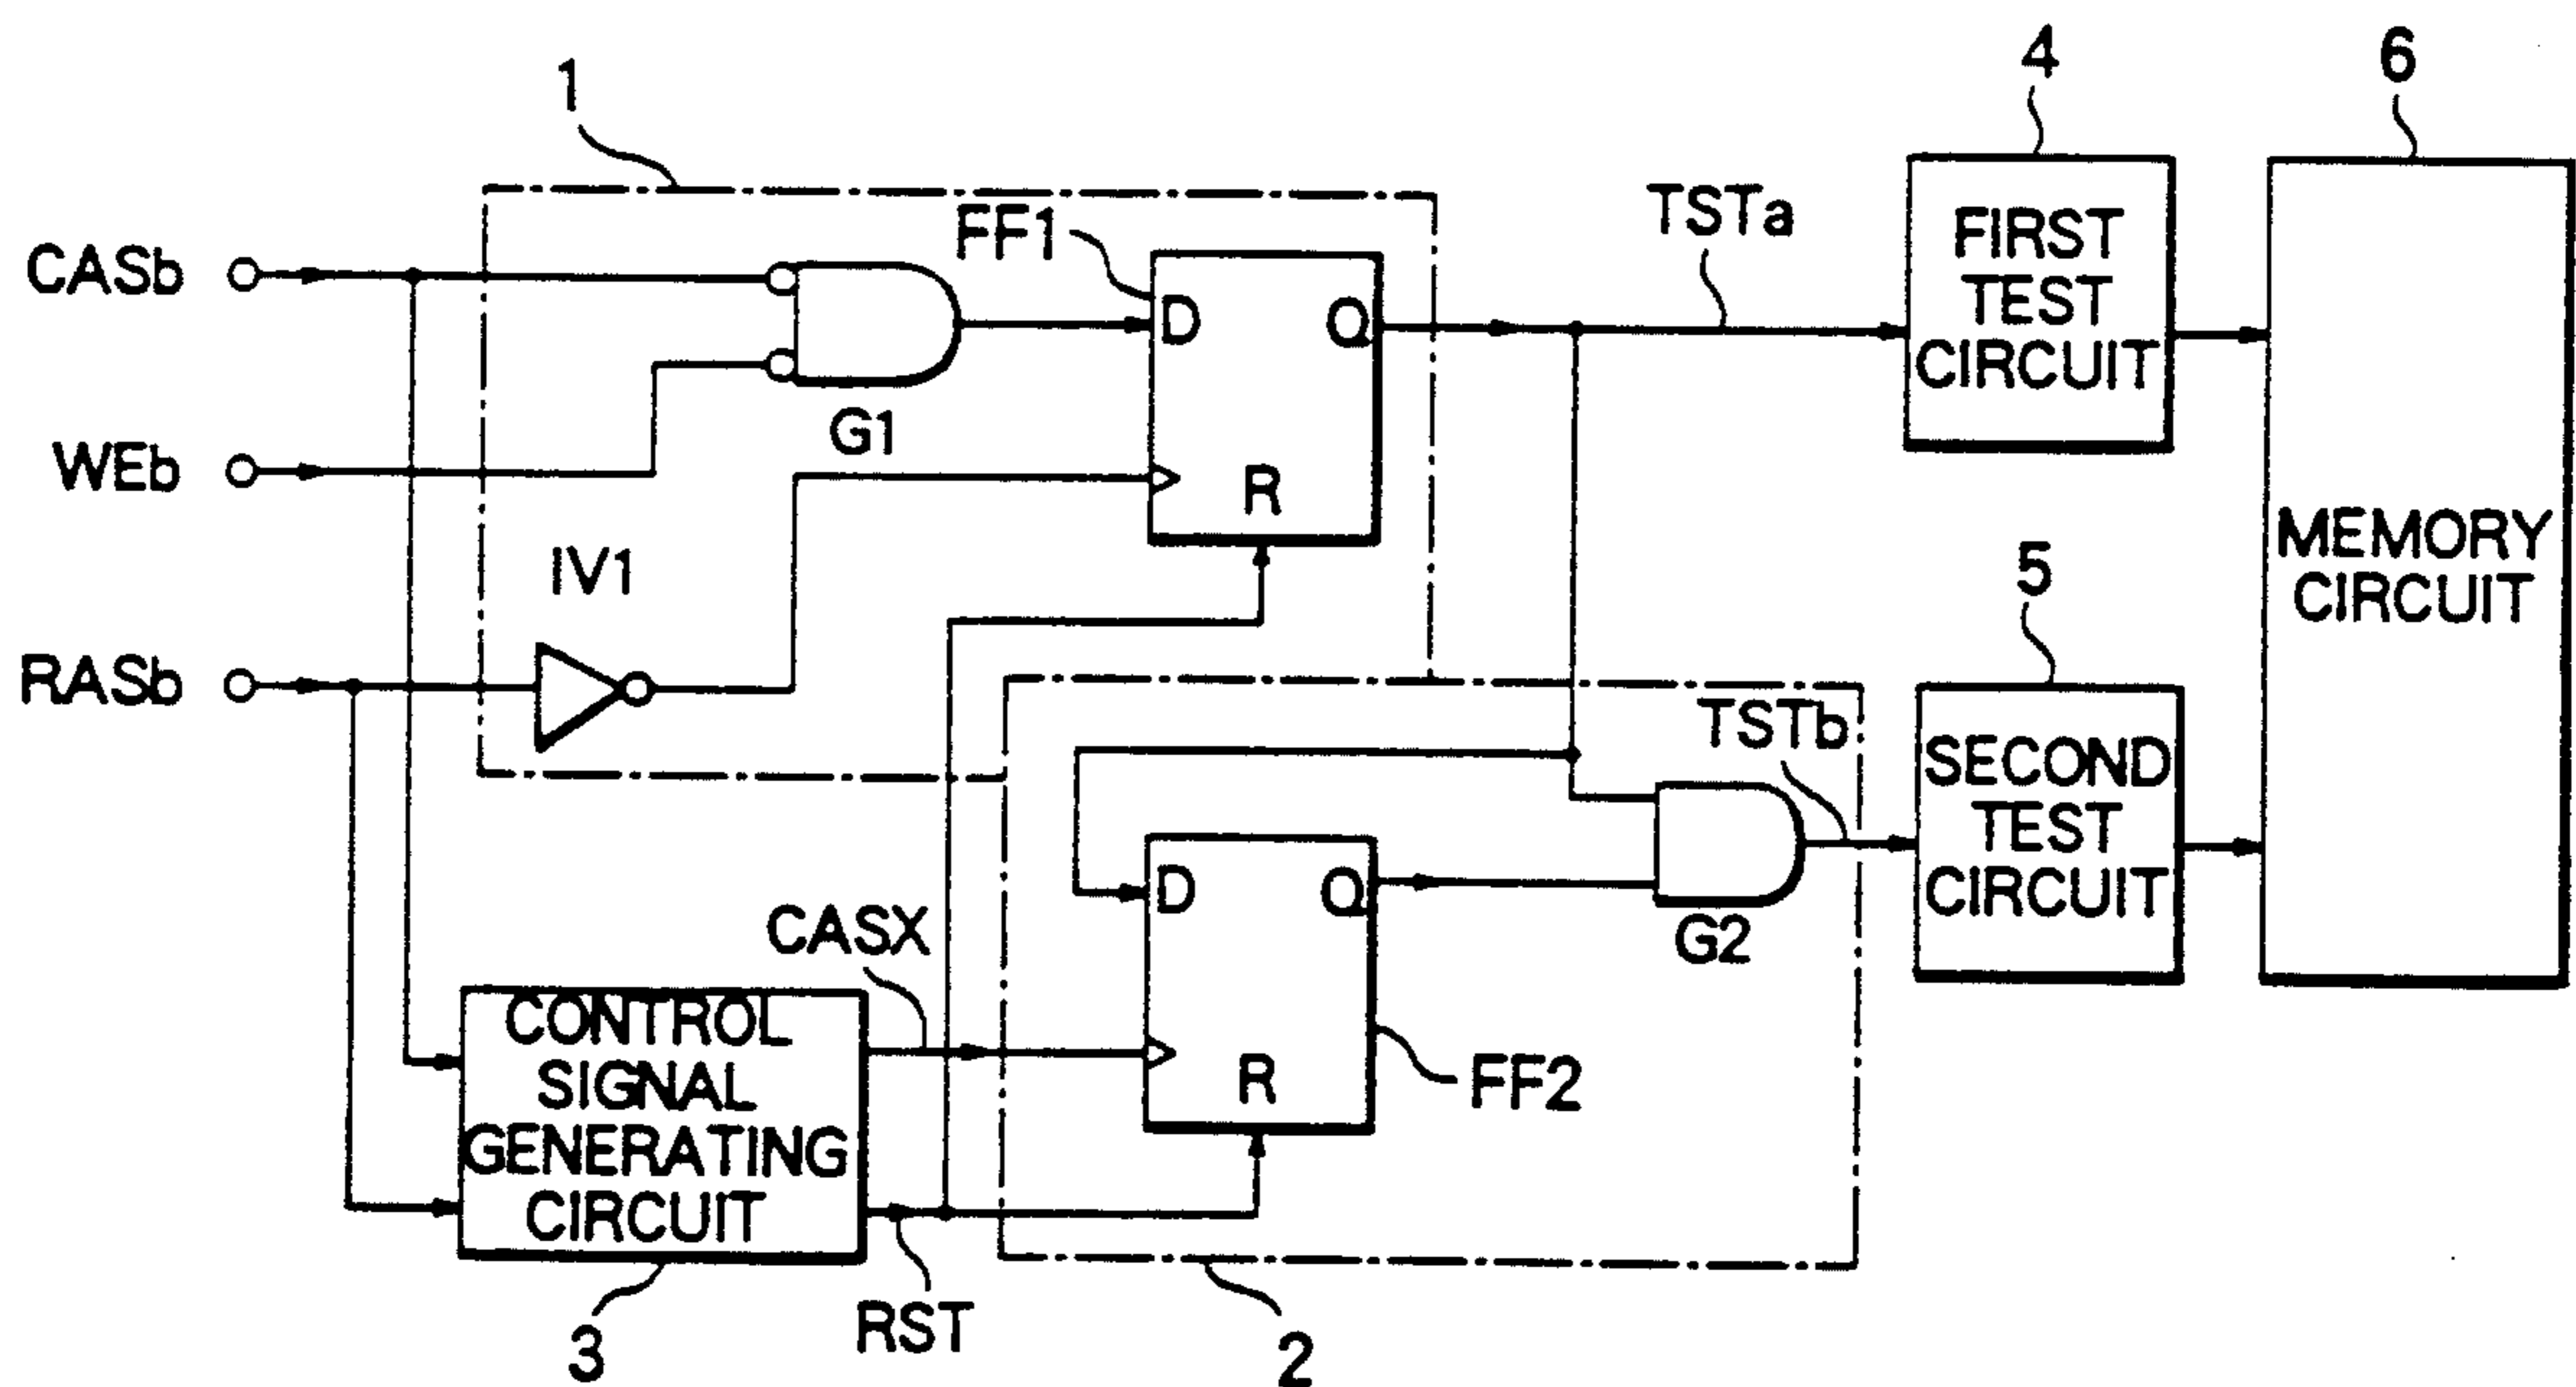 1
4
6
FF1
TSTa
CASb
D
Q
FIRST
TEST
CIRCUIT
G1
WEb
R
IV1
MEMORY
CIRCUIT
5
RASb
TSTb
SECOND
TEST
CIRCUIT
D
Q
G2
CASX
CONTROL
SIGNAL
GENERATING
CIRCUIT
R
FF2
RST
3
2